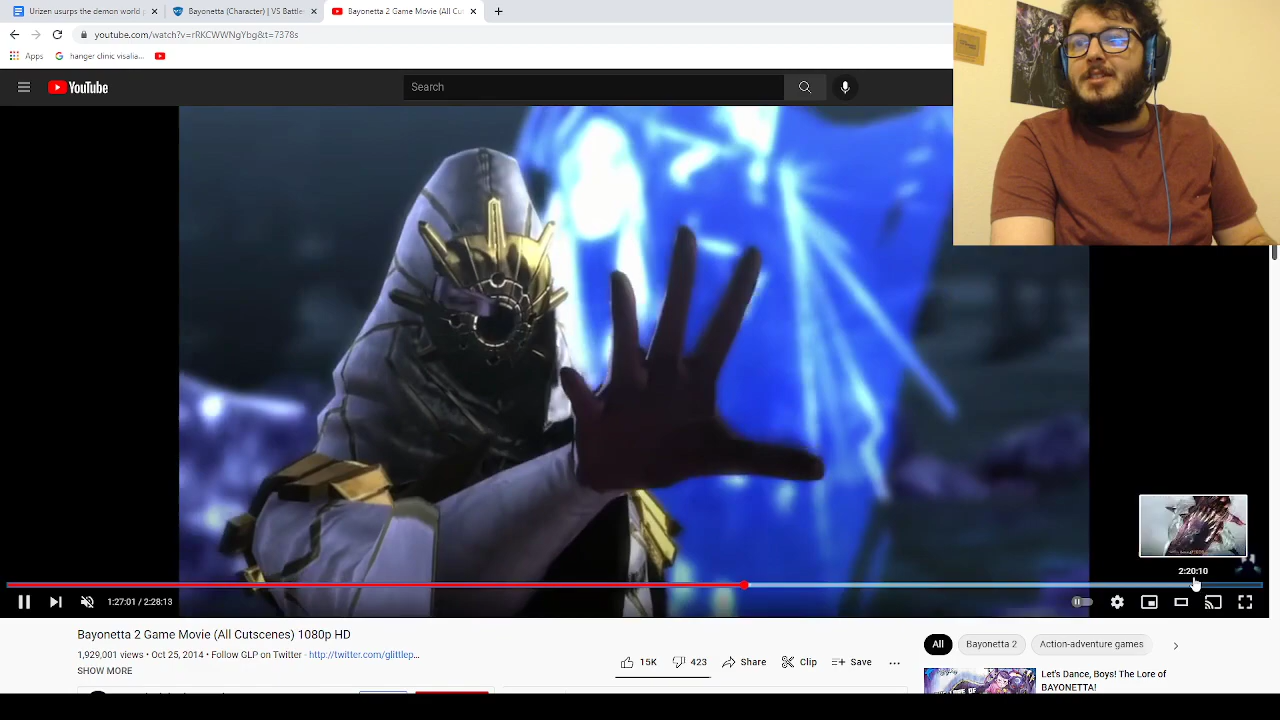 Urizen usurps the demon world p
Bayonetta (Character) | VS Battle
Bayonetta 2 Game Movie (All Cuts
youtube.com/watch?v=rRKCWWNgYbg&t=7378s
Apps
hanger clinic visalia...
YouTube
Search
2:20:10
1:27:01 / 2:28:13
Bayonetta 2 Game Movie (All Cutscenes) 1080p HD
1,929,001 views • Oct 25, 2014 • Follow GLP on Twitter - http://twitter.com/glittlep...
SHOW MORE
15K
423
Share
Clip
Save
All
Bayonetta 2
Action-adventure games
Let's Dance, Boys! The Lore of
BAYONETTA!